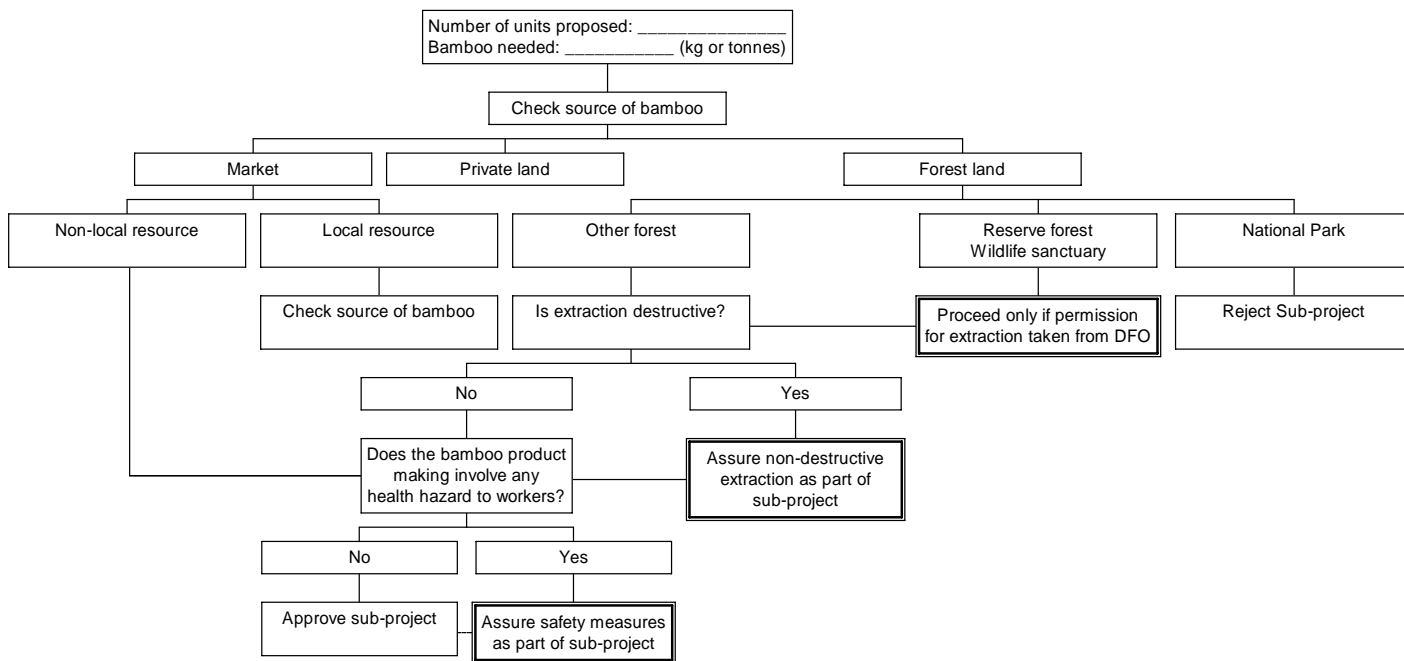 Number of units proposed: _______________
Bamboo needed: ___________ (kg or tonnes)
Check source of bamboo
Market
Private land
Forest land
Non-local resource
Local resource
Other forest
Reserve forest
Wildlife sanctuary
National Park
Check source of bamboo
Is extraction destructive?
Proceed only if permission
for extraction taken from DFO
Reject Sub-project
No
Yes
Does the bamboo product
making involve any
health hazard to workers?
Assure non-destructive
extraction as part of
sub-project
No
Yes
Approve sub-project
Assure safety measures
as part of sub-project